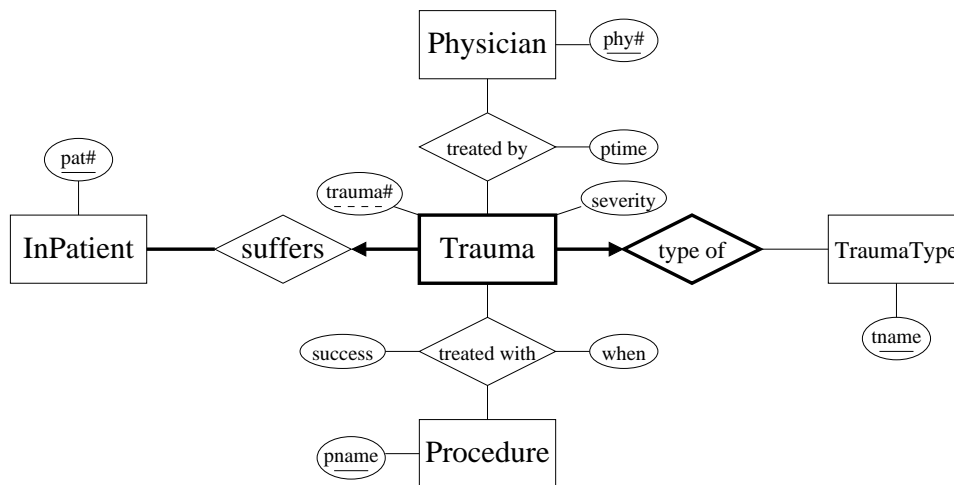 Physician
phy#
treated by
ptime
pat#
trauma#
severity
InPatient
suffers
Trauma
type of
TraumaType
success
treated with
when
tname
pname
Procedure